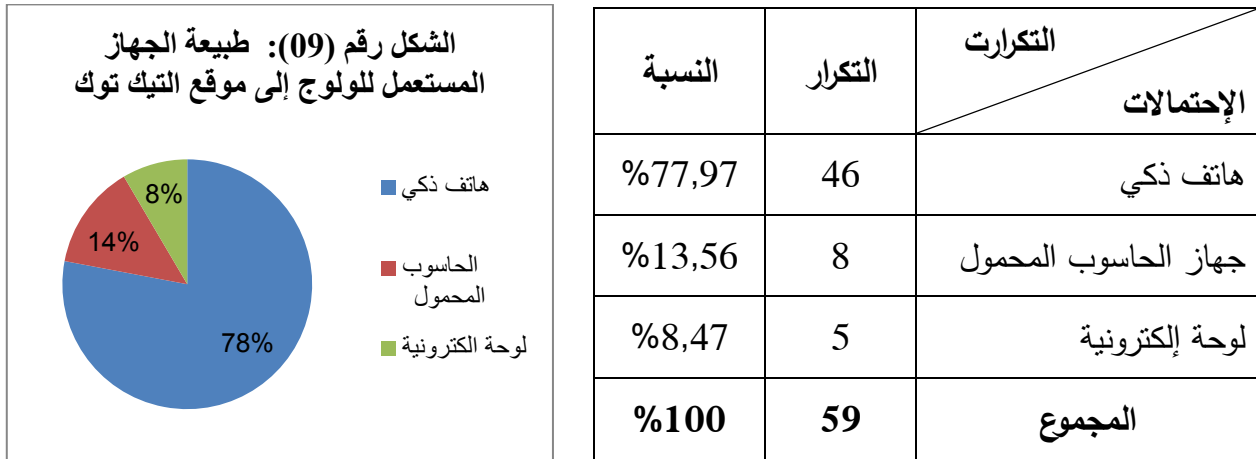 الشكل رقم (09): طبيعة الجهاز
المستعمل للولوج إلى موقع التيك توك
هاتف ذكي
الحاسوب
المحمول
لوحة الكترونية
8%
14%
78%
التكرارت
الإحتمالات
التكرار
النسبة
هاتف ذكي
46
%77,97
جهاز الحاسوب المحمول
8
%13,56
لوحة إلكترونية
5
%8,47
المجموع
59
%100